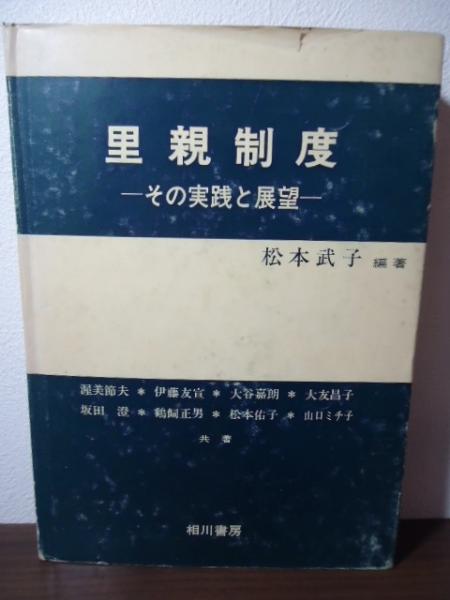 里親制度
―その実践と展望―
松本武子 編著
渥美節夫＊伊藤友宣＊大谷嘉朗＊大友昌子
坂田 澄＊鶴飼正男＊松本佑子＊山口ミチ子
共著
相川書房